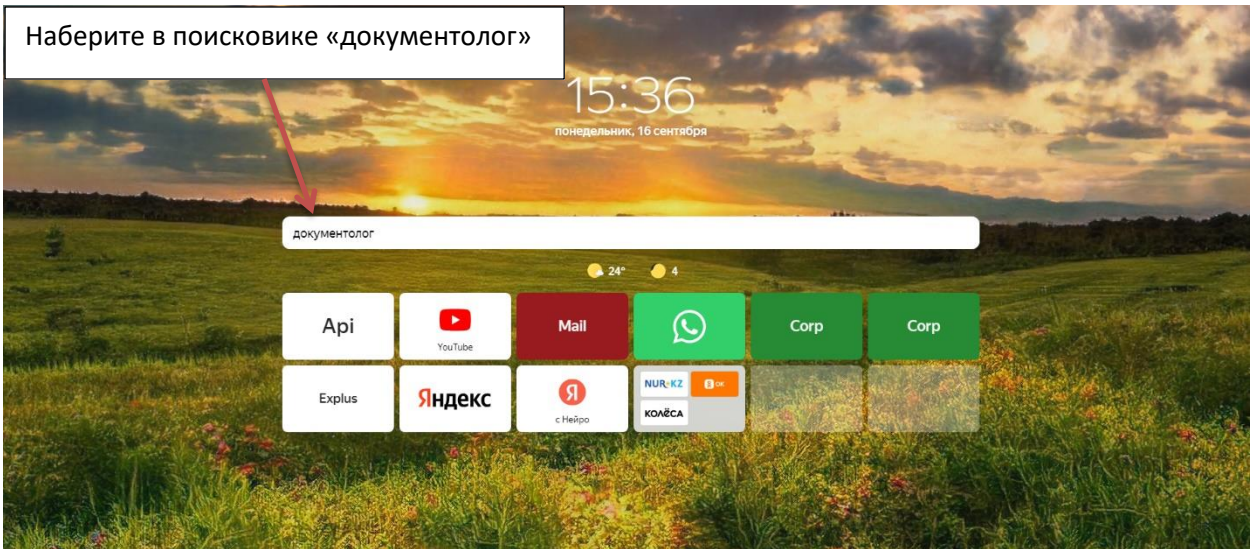 Наберите в поисковике «документолог»
15:36
понедельник, 16 сентября
документолог
24° 4
Api
YouTube
Mail
Corp
Corp
Explus
Яндекс
Я
с Нейро
NUR KZ
ОК
КОЛЁСА